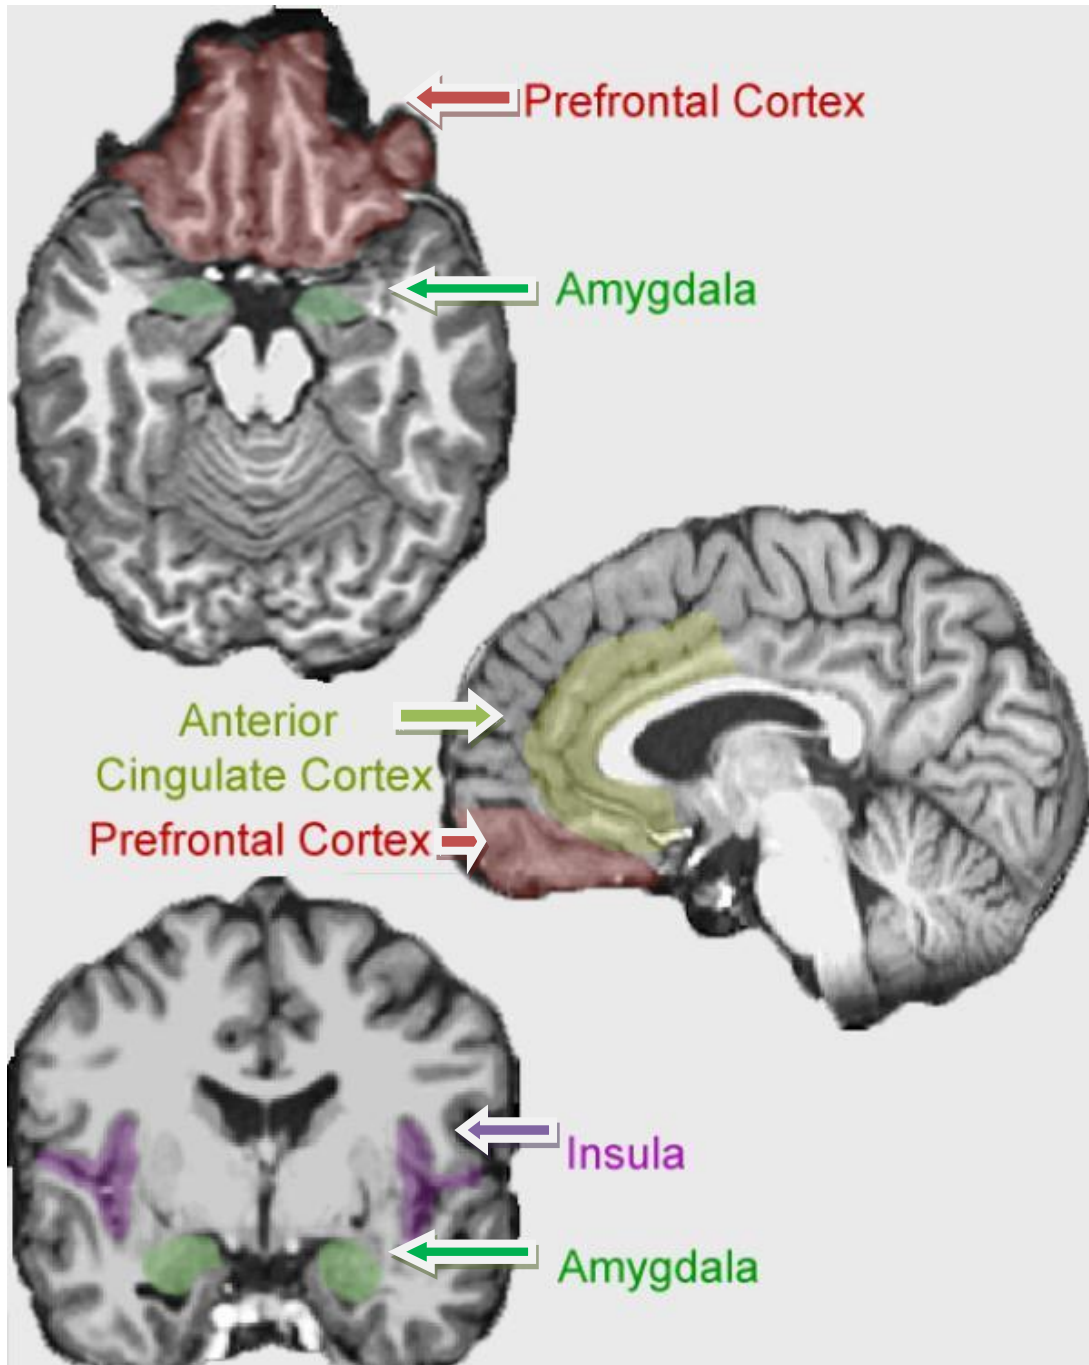 Prefrontal Cortex
Amygdala
Anterior
Cingulate Cortex
Prefrontal Cortex
Insula
Amygdala